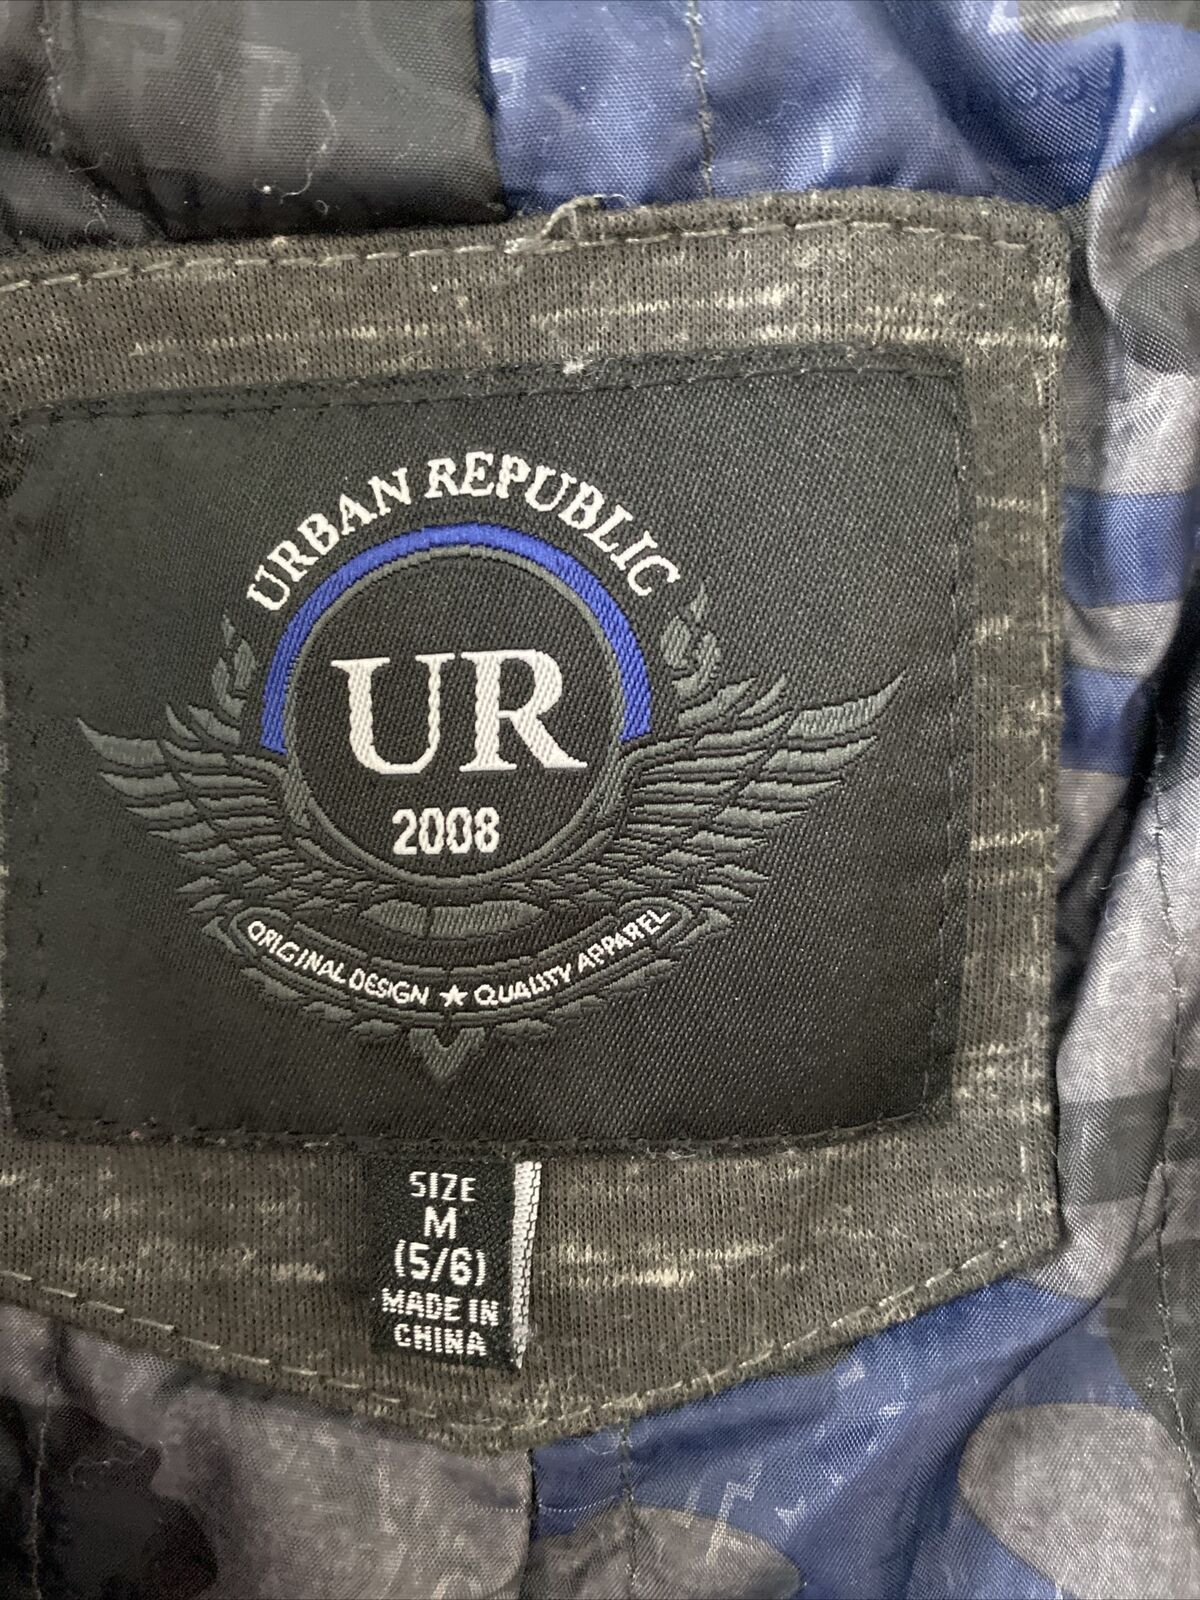 URBAN REPUBLIC
UR
2008
ORIGINAL DESIGN ★ QUALITY APPAREL
SIZE
M
(5/6)
MADE IN
CHINA